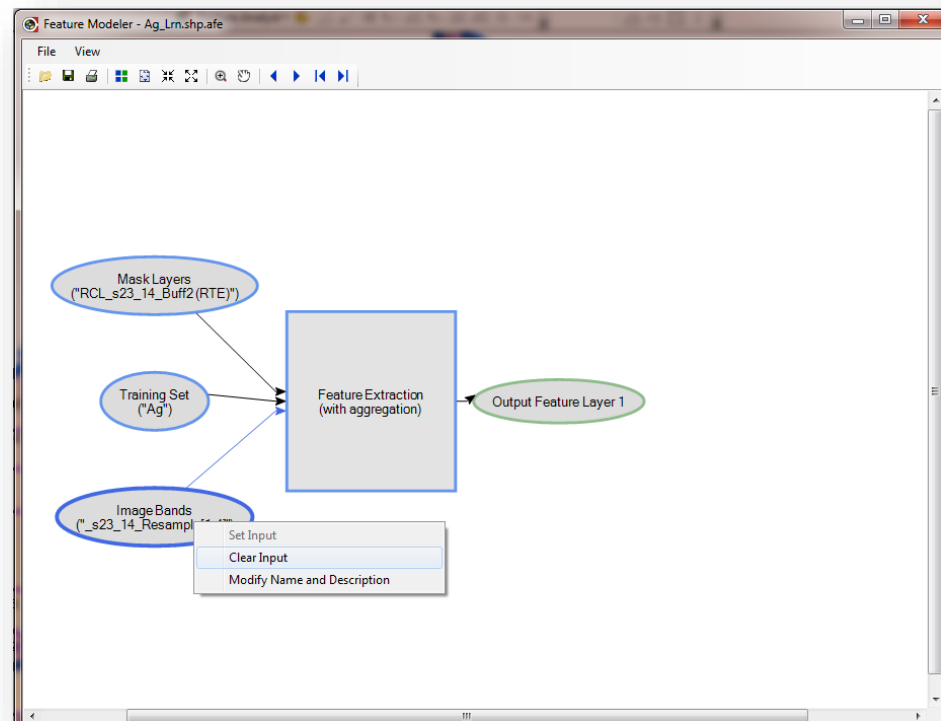 Feature Modeler - Ag_Lrn.shp.afe
File View
Mask Layers
("RCL_s23_14_Buff2 (RTE)")
Training Set
("Ag")
Feature Extraction
(with aggregation)
Output Feature Layer 1
Image Bands
("_s23_14_Resample
Set Input
Clear Input
Modify Name and Description